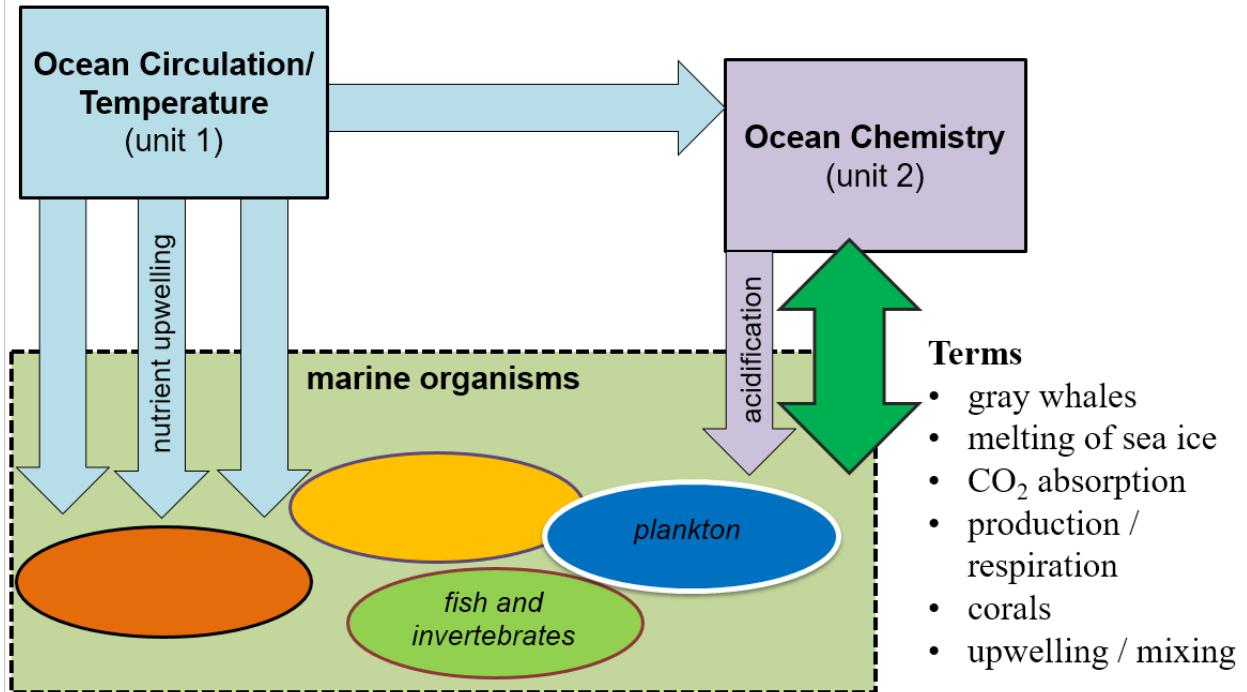 Ocean Circulation/
Temperature
(unit 1)
Ocean Chemistry
(unit 2)
nutrient upwelling
acidification
marine organisms
plankton
fish and
invertebrates
Terms
• gray whales
• melting of sea ice
• CO₂ absorption
• production /
respiration
• corals
• upwelling / mixing